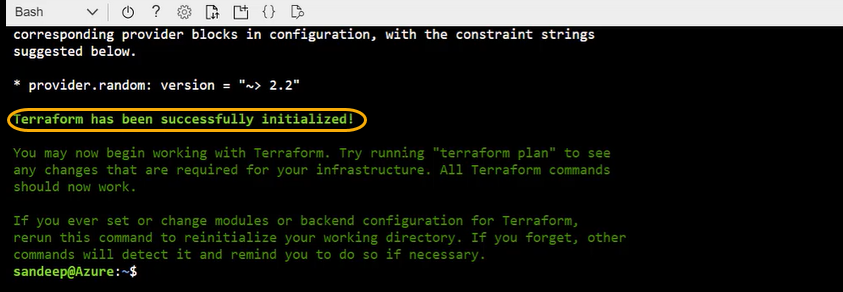 Bash
corresponding provider blocks in configuration, with the constraint strings
suggested below.
* provider.random: version = "~> 2.2"
Terraform has been successfully initialized!
You may now begin working with Terraform. Try running "terraform plan" to see
any changes that are required for your infrastructure. All Terraform commands
should now work.
If you ever set or change modules or backend configuration for Terraform,
rerun this command to reinitialize your working directory. If you forget, other
commands will detect it and remind you to do so if necessary.
sandeep@Azure:~$